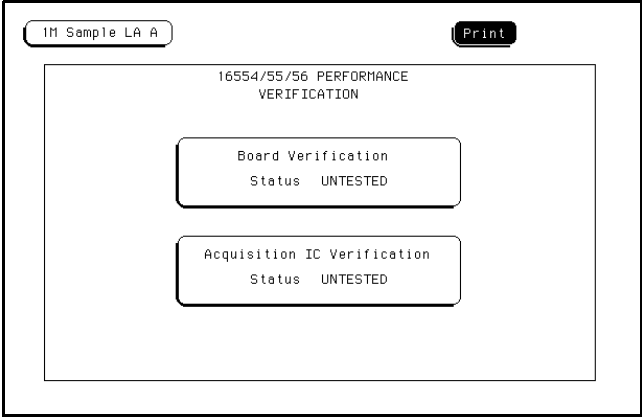 1M Sample LA A
Print
16554/55/56 PERFORMANCE
VERIFICATION
Board Verification
Status UNTESTED
Acquisition IC Verification
Status UNTESTED